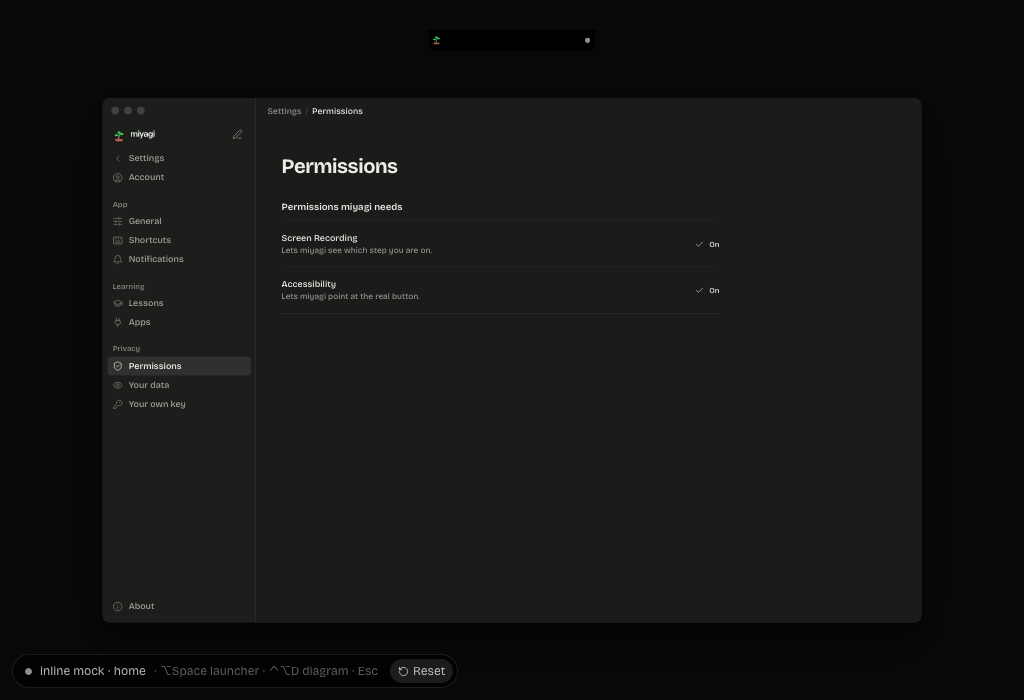 Settings / Permissions
miyagi
Settings
Account
App
General
Shortcuts
Notifications
Learning
Lessons
Apps
Privacy
Permissions
Your data
Your own key
About
Permissions
Permissions miyagi needs
Screen Recording
Lets miyagi see which step you are on.
On
Accessibility
Lets miyagi point at the real button.
On
inline mock · home · ⌥Space launcher · ⌃⌥D diagram · Esc Reset